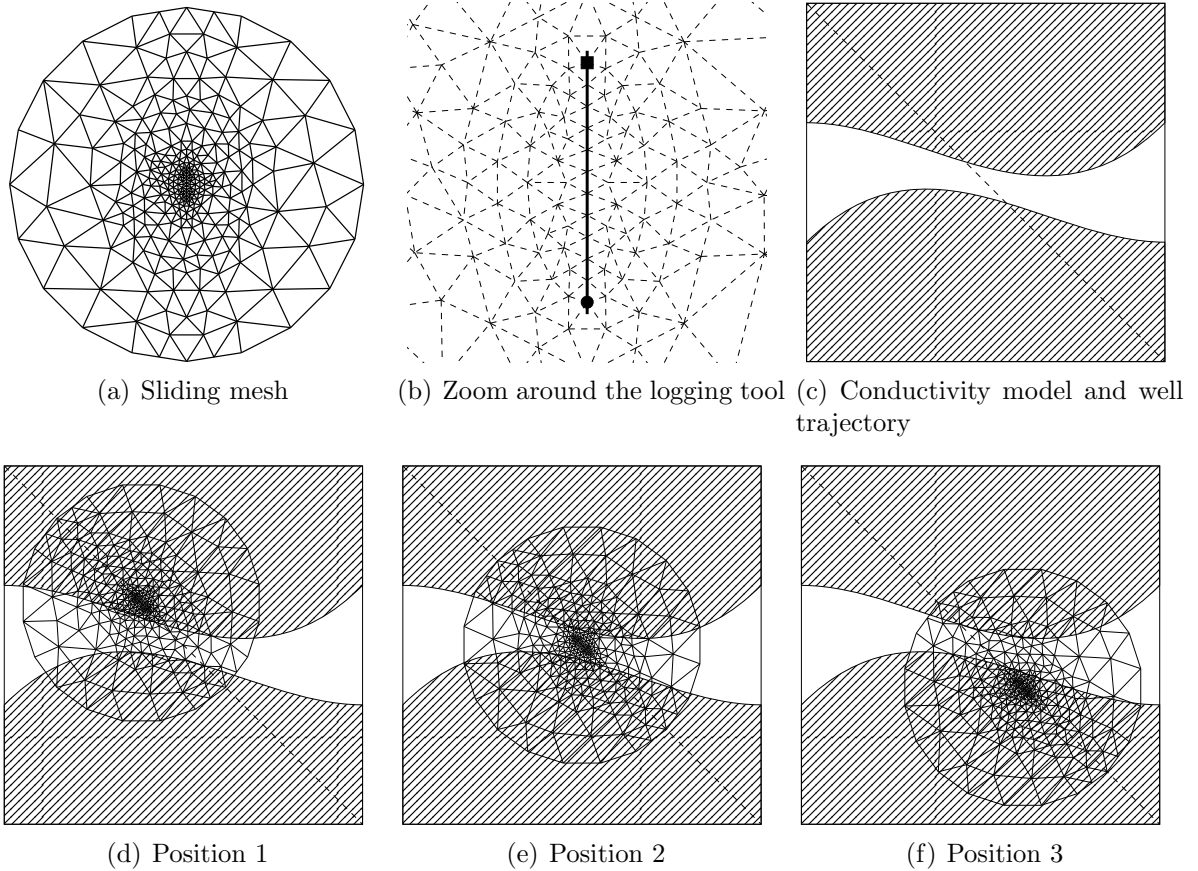 (a) Sliding mesh
(b) Zoom around the logging tool
(c) Conductivity model and well
trajectory
(d) Position 1
(e) Position 2
(f) Position 3